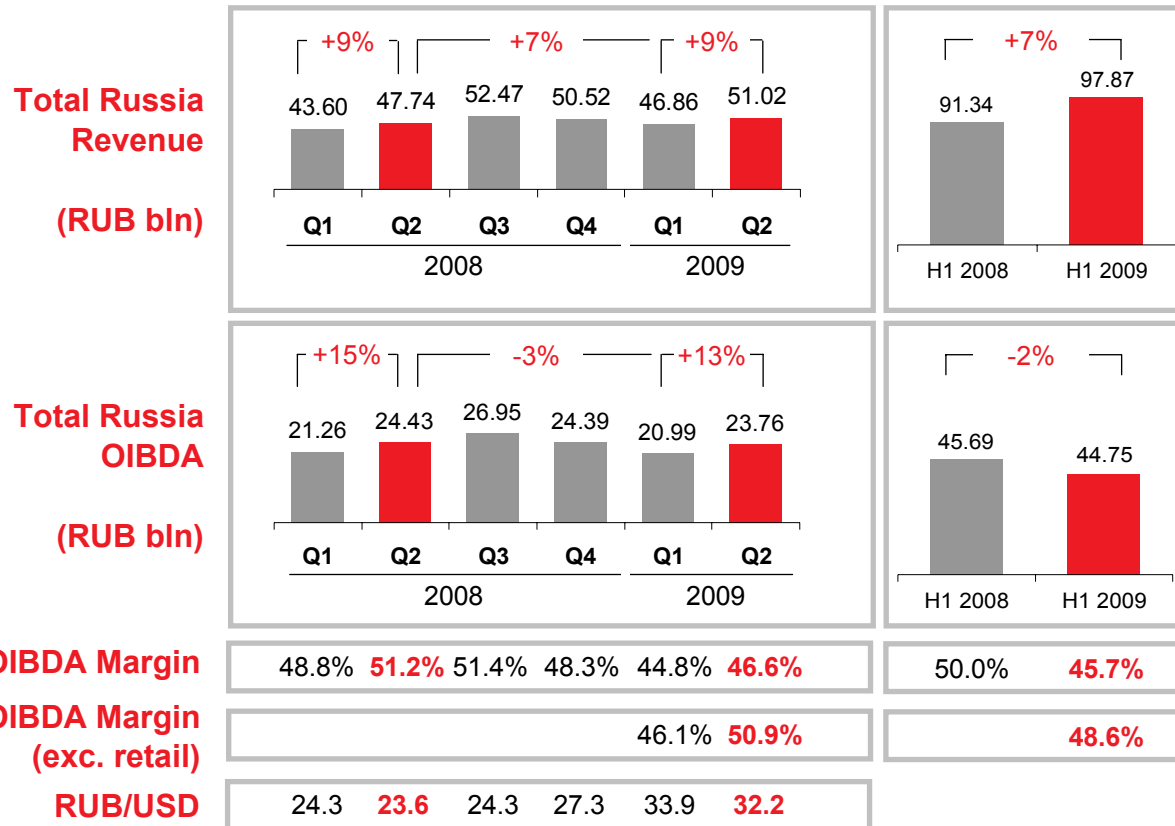 Total Russia
Revenue
(RUB bln)
+9% +7% +9%
43.60 47.74 52.47 50.52 46.86 51.02
Q1 Q2 Q3 Q4 Q1 Q2
2008 2009
+7%
91.34 97.87
H1 2008 H1 2009
Total Russia
OIBDA
(RUB bln)
+15% -3% +13%
21.26 24.43 26.95 24.39 20.99 23.76
Q1 Q2 Q3 Q4 Q1 Q2
2008 2009
-2%
45.69 44.75
H1 2008 H1 2009
OIBDA Margin 48.8% 51.2% 51.4% 48.3% 44.8% 46.6% 50.0% 45.7%
OIBDA Margin
(exc. retail) 46.1% 50.9% 48.6%
RUB/USD 24.3 23.6 24.3 27.3 33.9 32.2